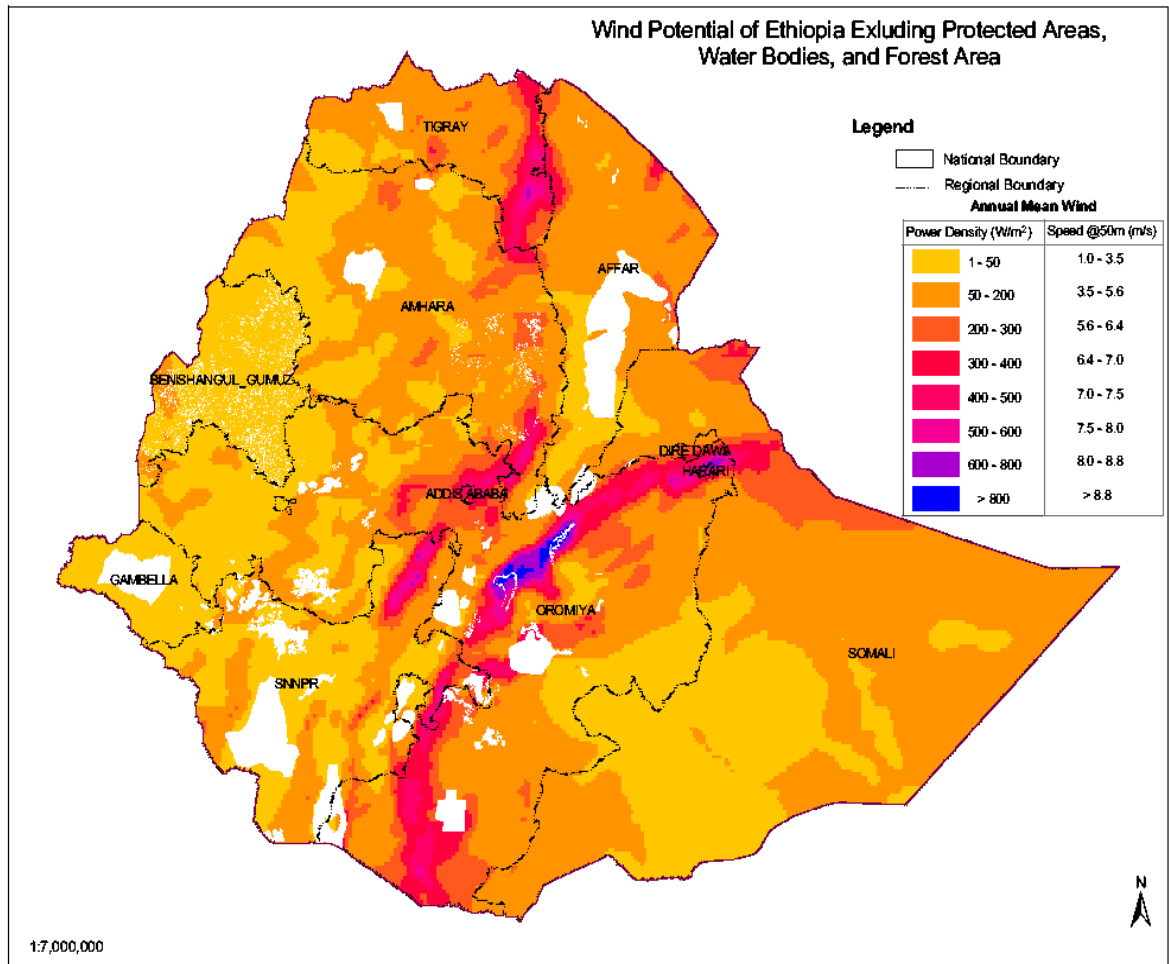 Wind Potential of Ethiopia Exluding Protected Areas,
Water Bodies, and Forest Area
Legend
National Boundary
Regional Boundary
Annual Mean Wind
Power Density (W/m²) Speed @50m (m/s)
1 - 50 1.0 - 3.5
50 - 200 3.5 - 5.6
200 - 300 5.6 - 6.4
300 - 400 6.4 - 7.0
400 - 500 7.0 - 7.5
500 - 600 7.5 - 8.0
600 - 800 8.0 - 8.8
> 800 > 8.8
TIGRAY
AFFAR
AMHARA
BENISHANGUL_GUMUZ
DIRE DAWA
HARARI
ADDIS ABABA
GAMBELLA
OROMIYA
SOMALI
SNNPR
N
1:7,000,000